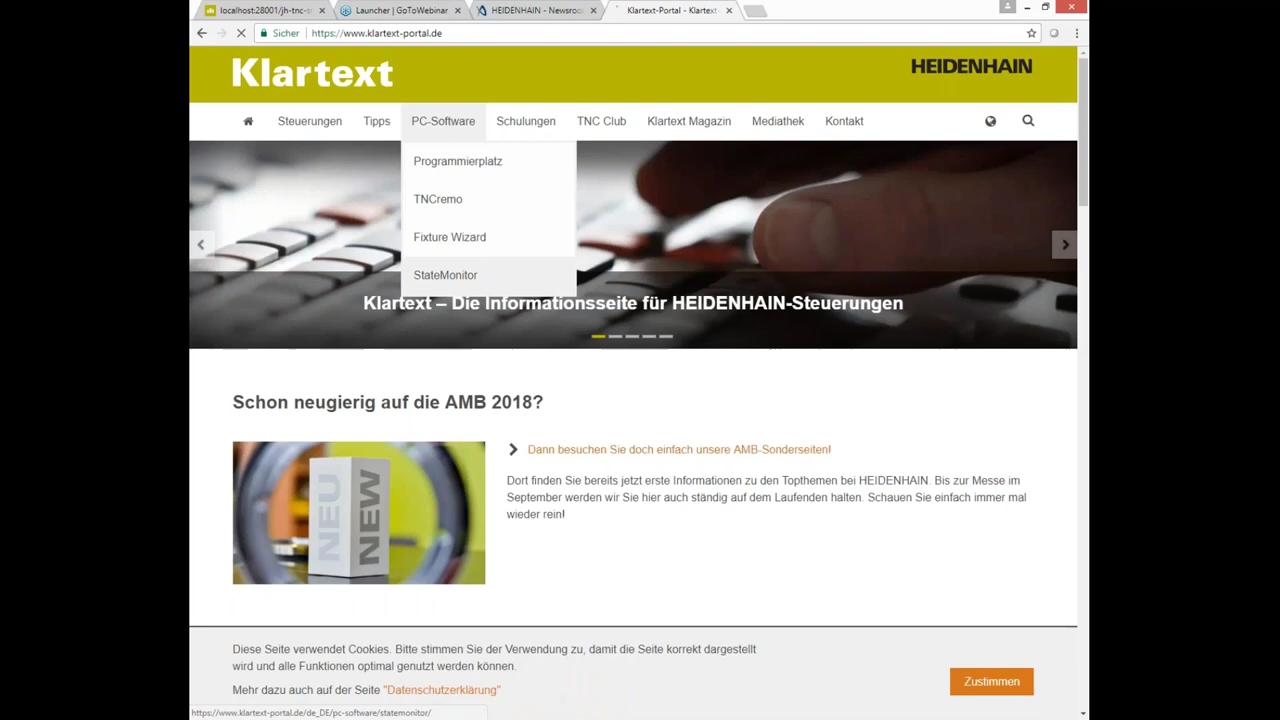 localhost:28001/jh-tnc-s
Launcher | GoToWebinar
HEIDENHAIN - Newsroo
Klartext-Portal - Klartext-
Sicher
https://www.klartext-portal.de
Klartext
HEIDENHAIN
Steuerungen
Tipps
PC-Software
Schulungen
TNC Club
Klartext Magazin
Mediathek
Kontakt
Programmierplatz
TNCremo
Fixture Wizard
StateMonitor
Klartext – Die Informationsseite für HEIDENHAIN-Steuerungen
Schon neugierig auf die AMB 2018?
NEU
NEW
Dann besuchen Sie doch einfach unsere AMB-Sonderseiten!
Dort finden Sie bereits jetzt erste Informationen zu den Topthemen bei HEIDENHAIN. Bis zur Messe im
September werden wir Sie hier auch ständig auf dem Laufenden halten. Schauen Sie einfach immer mal
wieder rein!
Diese Seite verwendet Cookies. Bitte stimmen Sie der Verwendung zu, damit die Seite korrekt dargestellt
wird und alle Funktionen optimal genutzt werden können.
Mehr dazu auch auf der Seite "Datenschutzerklärung"
Zustimmen
https://www.klartext-portal.de/de_DE/pc-software/statemonitor/